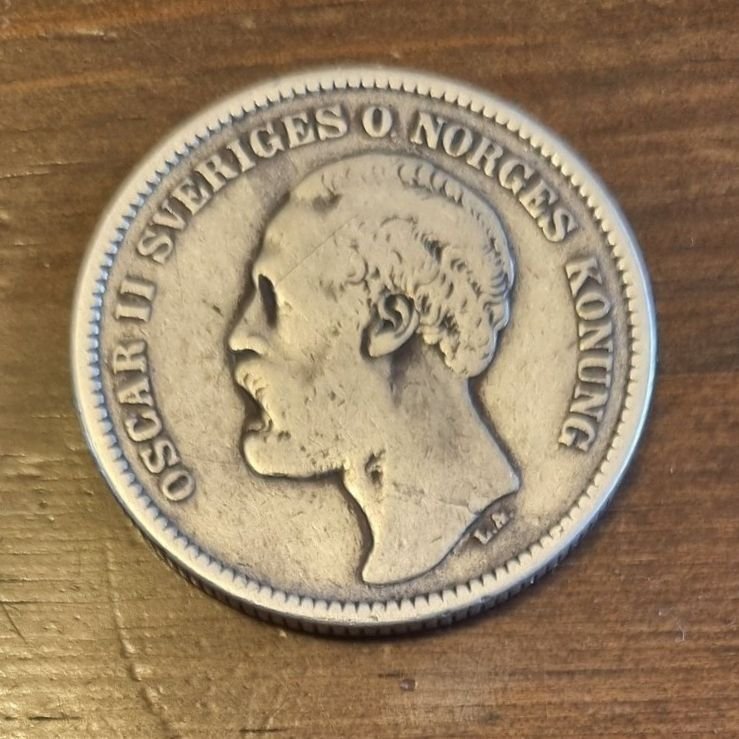 OSCAR II SVERIGES O. NORGES KONUNG
L.A.